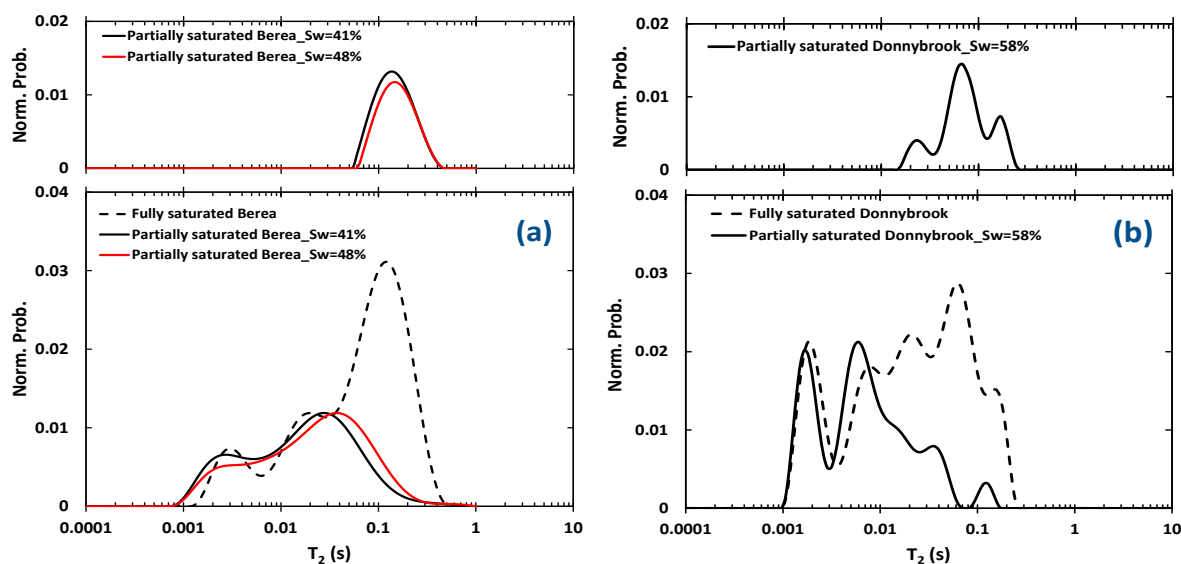 0.02
0.01
0
Norm. Prob.
Partially saturated Berea_Sw=41%
Partially saturated Berea_Sw=48%
0.04
0.03
0.02
0.01
0
Norm. Prob.
Fully saturated Berea
Partially saturated Berea_Sw=41%
Partially saturated Berea_Sw=48%
(a)
0.0001 0.001 0.01 0.1 1 10
T2 (s)
0.02
0.01
0
Norm. Prob.
Partially saturated Donnybrook_Sw=58%
0.04
0.03
0.02
0.01
0
Norm. Prob.
Fully saturated Donnybrook
Partially saturated Donnybrook_Sw=58%
(b)
0.0001 0.001 0.01 0.1 1 10
T2 (s)